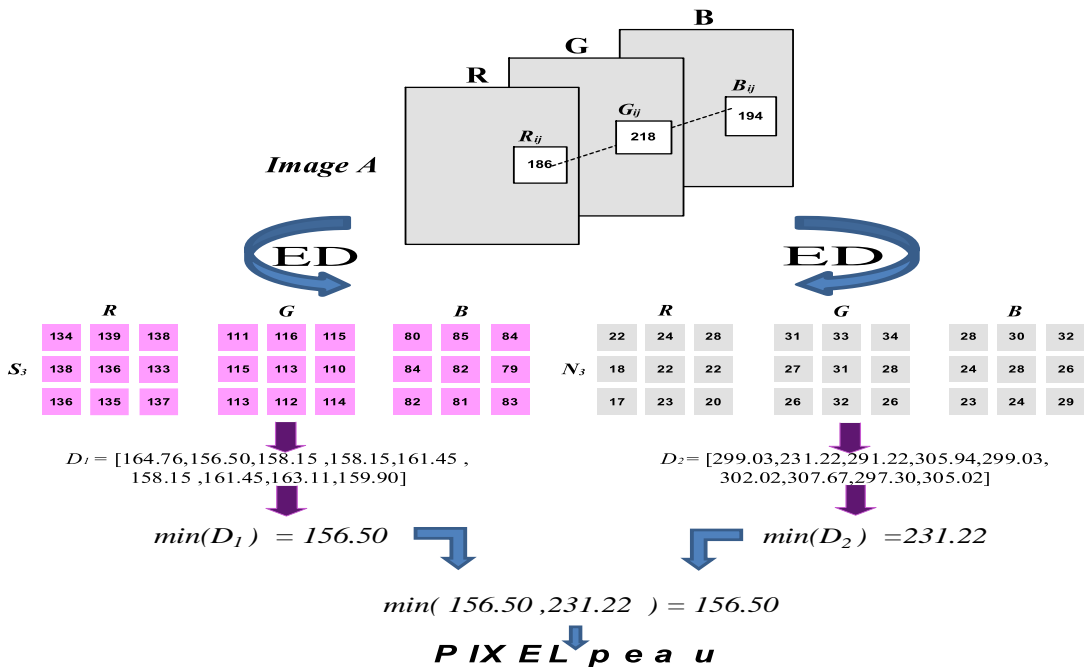 B
G
R
Bij
194
Gij
218
Rij
186
Image A
ED ED
R G B R G B
134 139 138 111 116 115 80 85 84 22 24 28 31 33 34 28 30 32
S3 138 136 133 115 113 110 84 82 79 N3 18 22 22 27 31 28 24 28 26
136 135 137 113 112 114 82 81 83 17 23 20 26 32 26 23 24 29
D1 = [164.76,156.50,158.15 ,158.15,161.45 ,
158.15 ,161.45,163.11,159.90]
D2 = [299.03,231.22,291.22,305.94,299.03,
302.02,307.67,297.30,305.02]
min(D1 ) = 156.50 min(D2 ) =231.22
min( 156.50 ,231.22 ) = 156.50
PIXEL peau